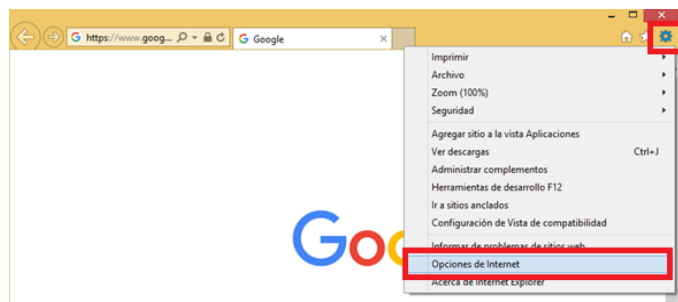 https://www.goog...
Google
Imprimir
Archivo
Zoom (100%)
Seguridad
Agregar sitio a la vista Aplicaciones
Ver descargas Ctrl+J
Administrar complementos
Herramientas de desarrollo F12
Ir a sitios anclados
Configuración de Vista de compatibilidad
Informar de problemas de sitios web
Opciones de Internet
Acerca de Internet Explorer
Goo